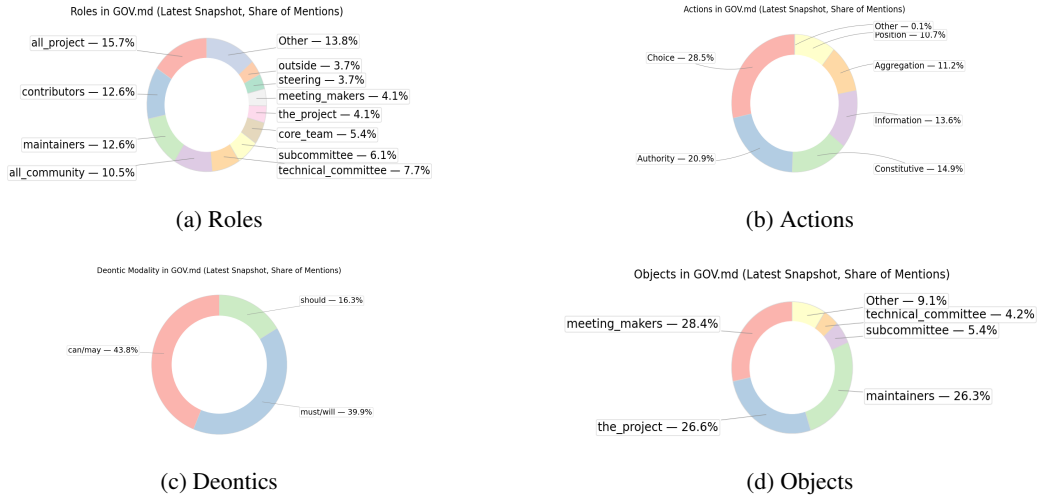 Roles in GOV.md (Latest Snapshot, Share of Mentions)
all_project — 15.7%
contributors — 12.6%
maintainers — 12.6%
all_community — 10.5%
Other — 13.8%
outside — 3.7%
steering — 3.7%
meeting_makers — 4.1%
the_project — 4.1%
core_team — 5.4%
subcommittee — 6.1%
technical_committee — 7.7%
(a) Roles
Actions in GOV.md (Latest Snapshot, Share of Mentions)
Choice — 28.5%
Authority — 20.9%
Other — 0.1%
Position — 10.7%
Aggregation — 11.2%
Information — 13.6%
Constitutive — 14.9%
(b) Actions
Deontic Modality in GOV.md (Latest Snapshot, Share of Mentions)
can/may — 43.8%
should — 16.3%
must/will — 39.9%
(c) Deontics
Objects in GOV.md (Latest Snapshot, Share of Mentions)
meeting_makers — 28.4%
the_project — 26.6%
Other — 9.1%
technical_committee — 4.2%
subcommittee — 5.4%
maintainers — 26.3%
(d) Objects